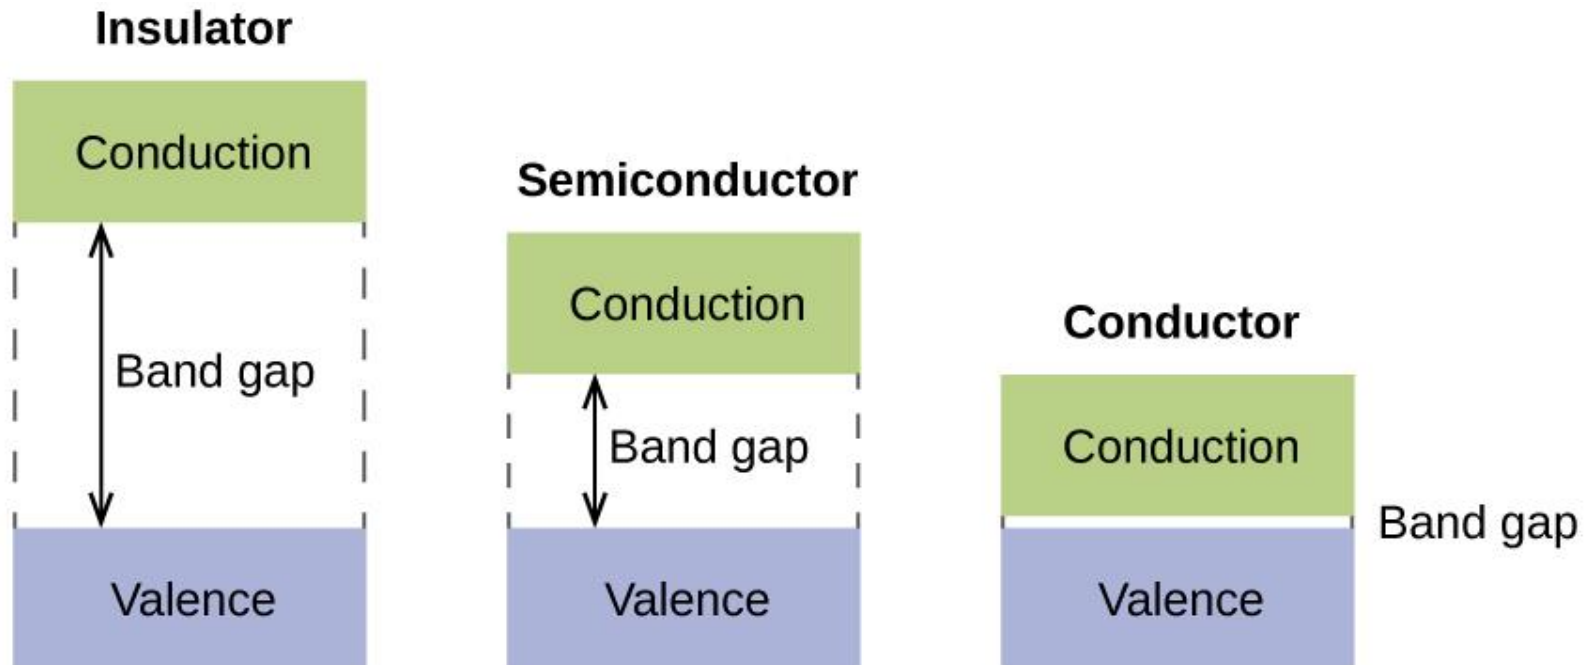 Insulator
Conduction
Band gap
Valence
Semiconductor
Conduction
Band gap
Valence
Conductor
Conduction
Band gap
Valence